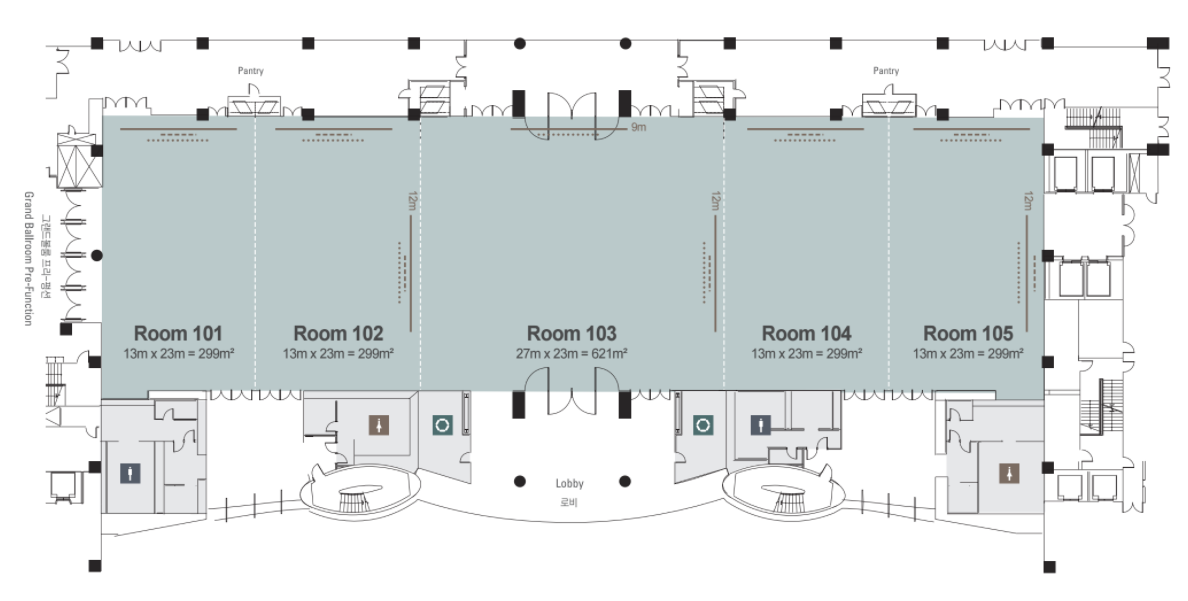 Pantry
Pantry
9m
12m
12m
12m
그랜드볼룸 프리-펑션
Grand Ballroom Pre-Function
Room 101
13m x 23m = 299m²
Room 102
13m x 23m = 299m²
Room 103
27m x 23m = 621m²
Room 104
13m x 23m = 299m²
Room 105
13m x 23m = 299m²
Lobby
로비